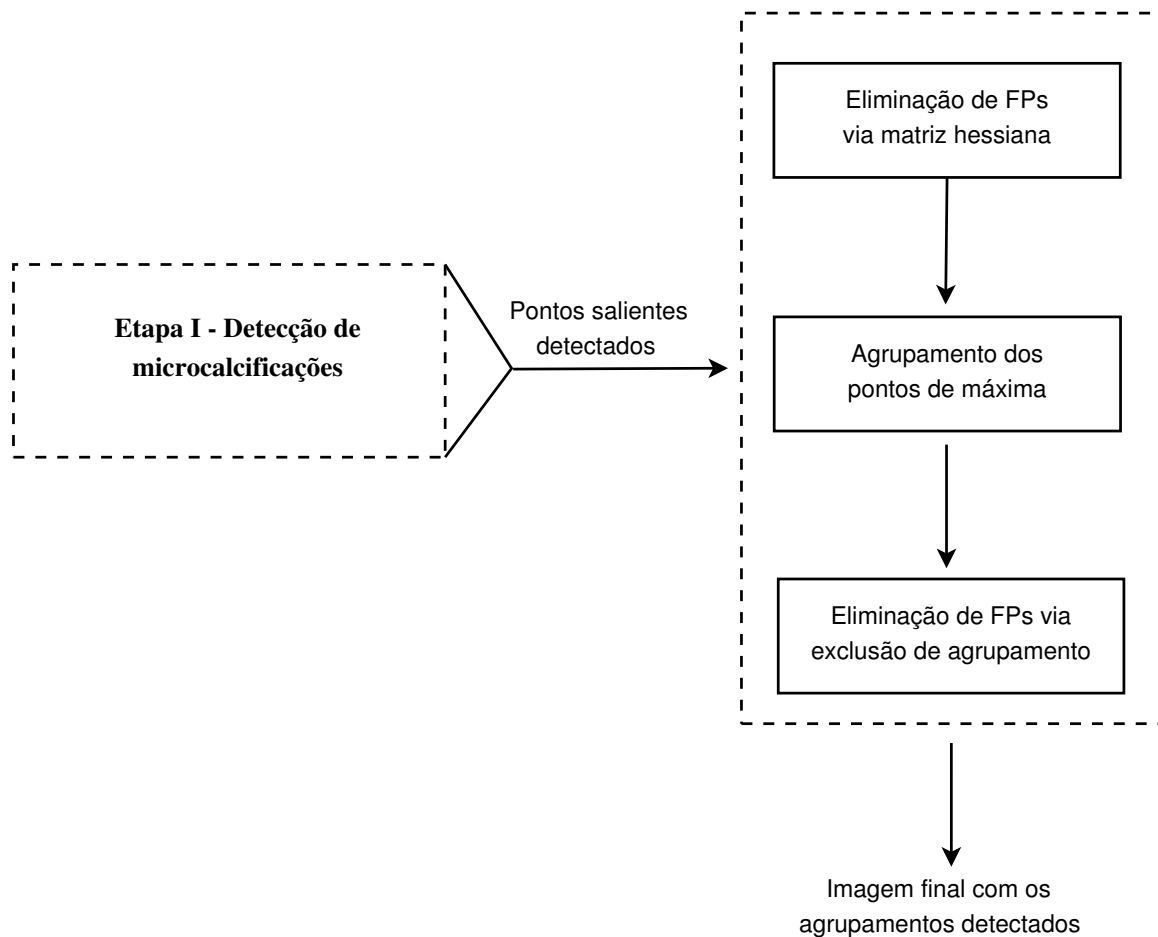 Etapa I - Detecção de
microcalcificações
Pontos salientes
detectados
Eliminação de FPs
via matriz hessiana
Agrupamento dos
pontos de máxima
Eliminação de FPs via
exclusão de agrupamento
Imagem final com os
agrupamentos detectados